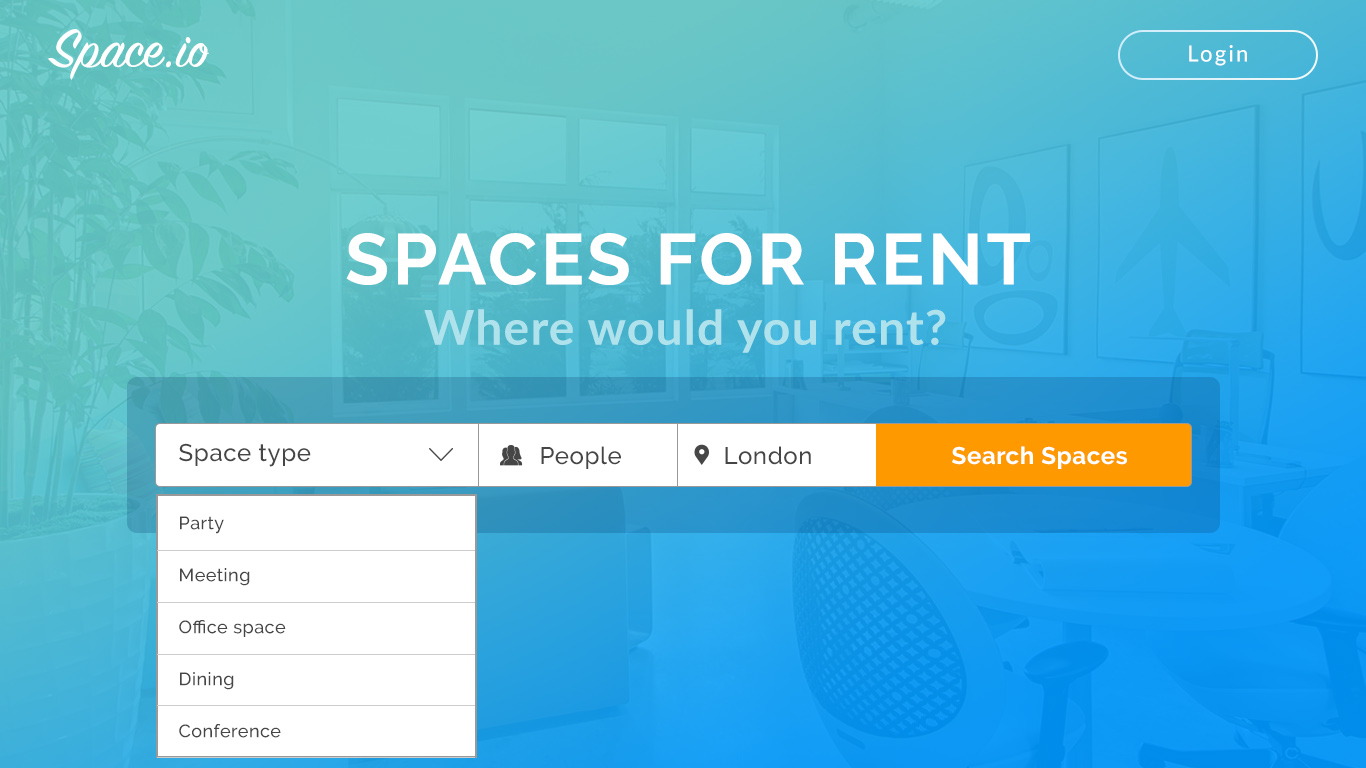 Space.io
Login
SPACES FOR RENT
Where would you rent?
Space type
People
London
Search Spaces
Party
Meeting
Office space
Dining
Conference